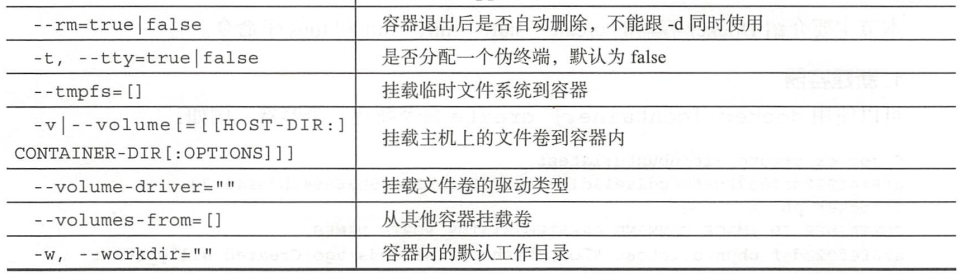 --rm=true|false 容器退出后是否自动删除，不能跟 -d 同时使用
-t, --tty=true|false 是否分配一个伪终端，默认为 false
--tmpfs=[] 挂载临时文件系统到容器
-v|--volume[=[[HOST-DIR:]
CONTAINER-DIR[:OPTIONS]]] 挂载主机上的文件卷到容器内
--volume-driver="" 挂载文件卷的驱动类型
--volumes-from=[] 从其他容器挂载卷
-w, --workdir="" 容器内的默认工作目录